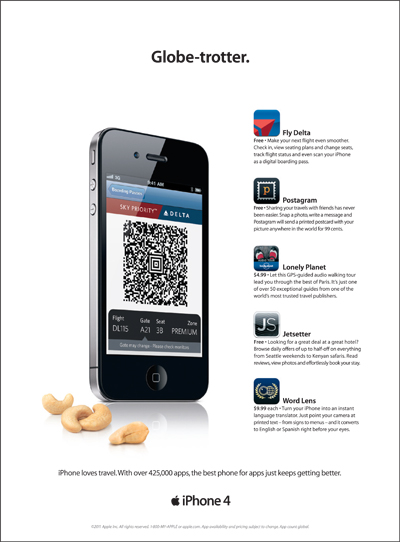 Globe-trotter.
3G 9:41 AM
Boarding Passes
SKY PRIORITY™ DELTA
Flight Gate Seat Zone
DL115 A21 3B PREMIUM
Gate may change - Please check monitors
Fly Delta
Free • Make your next flight even smoother.
Check in, view seating plans and change seats,
track flight status and even scan your iPhone
as a digital boarding pass.
P
Postagram
Free • Sharing your travels with friends has never
been easier. Snap a photo, write a message and
Postagram will send a printed postcard with your
picture anywhere in the world for 99 cents.
Lonely Planet
$4.99 • Let this GPS-guided audio walking tour
lead you through the best of Paris. It's just one
of over 50 exceptional guides from one of the
world's most trusted travel publishers.
JS
Jetsetter
Free • Looking for a great deal at a great hotel?
Browse daily offers of up to half-off on everything
from Seattle weekends to Kenyan safaris. Read
reviews, view photos and effortlessly book your stay.
Word Lens
$9.99 each • Turn your iPhone into an instant
language translator. Just point your camera at
printed text – from signs to menus – and it converts
to English or Spanish right before your eyes.
iPhone loves travel. With over 425,000 apps, the best phone for apps just keeps getting better.
iPhone 4
©2011 Apple Inc. All rights reserved. 1-800-MY-APPLE or apple.com. App availability and pricing subject to change. App count global.